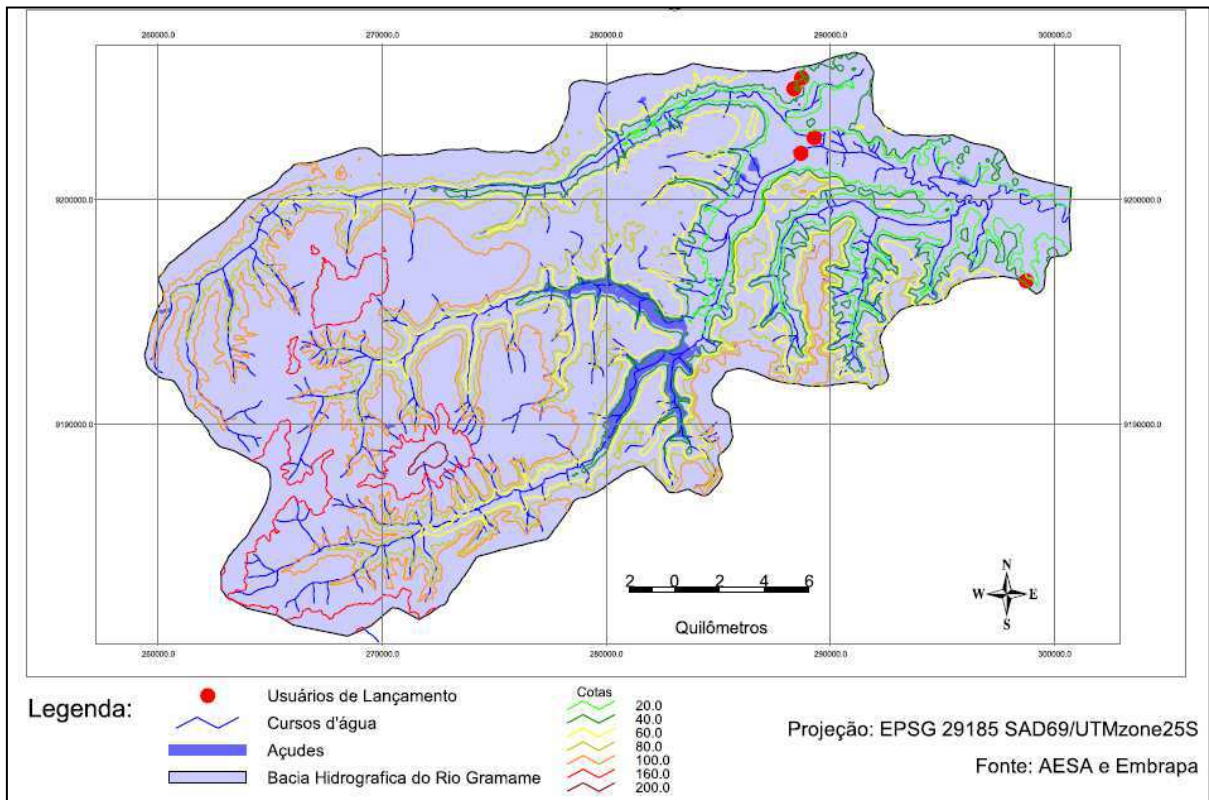 260000.0 270000.0 280000.0 290000.0 300000.0
9200000.0 9200000.0
9190000.0 9190000.0
N
W E
S
2 0 2 4 6
Quilômetros
260000.0 270000.0 280000.0 290000.0 300000.0
Legenda:
Usuários de Lançamento
Cursos d'água
Açudes
Bacia Hidrografica do Rio Gramame
Cotas
20.0
40.0
60.0
80.0
100.0
160.0
200.0
Projeção: EPSG 29185 SAD69/UTMzone25S
Fonte: AESA e Embrapa